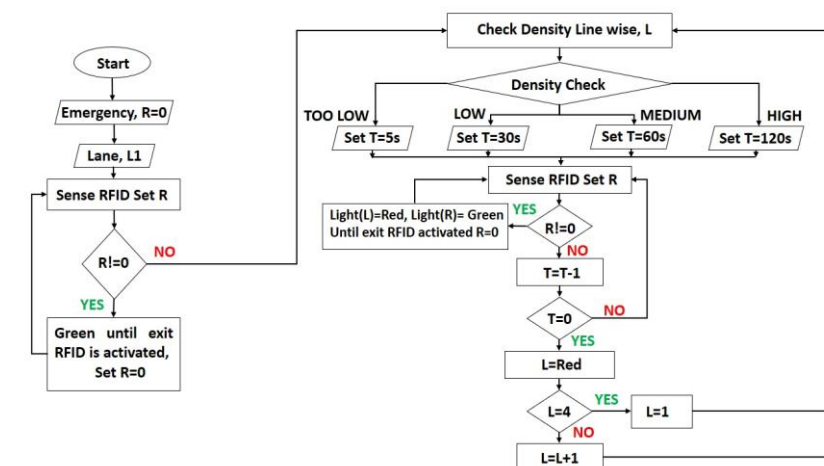 Start
Emergency, R=0
Lane, L1
Sense RFID Set R
R!=0
NO
YES
Green until exit
RFID is activated,
Set R=0
Check Density Line wise, L
Density Check
TOO LOW
LOW
MEDIUM
HIGH
Set T=5s
Set T=30s
Set T=60s
Set T=120s
Sense RFID Set R
Light(L)=Red, Light(R)= Green
Until exit RFID activated R=0
YES
R!=0
NO
T=T-1
T=0
NO
YES
L=Red
L=4
YES
L=1
NO
L=L+1